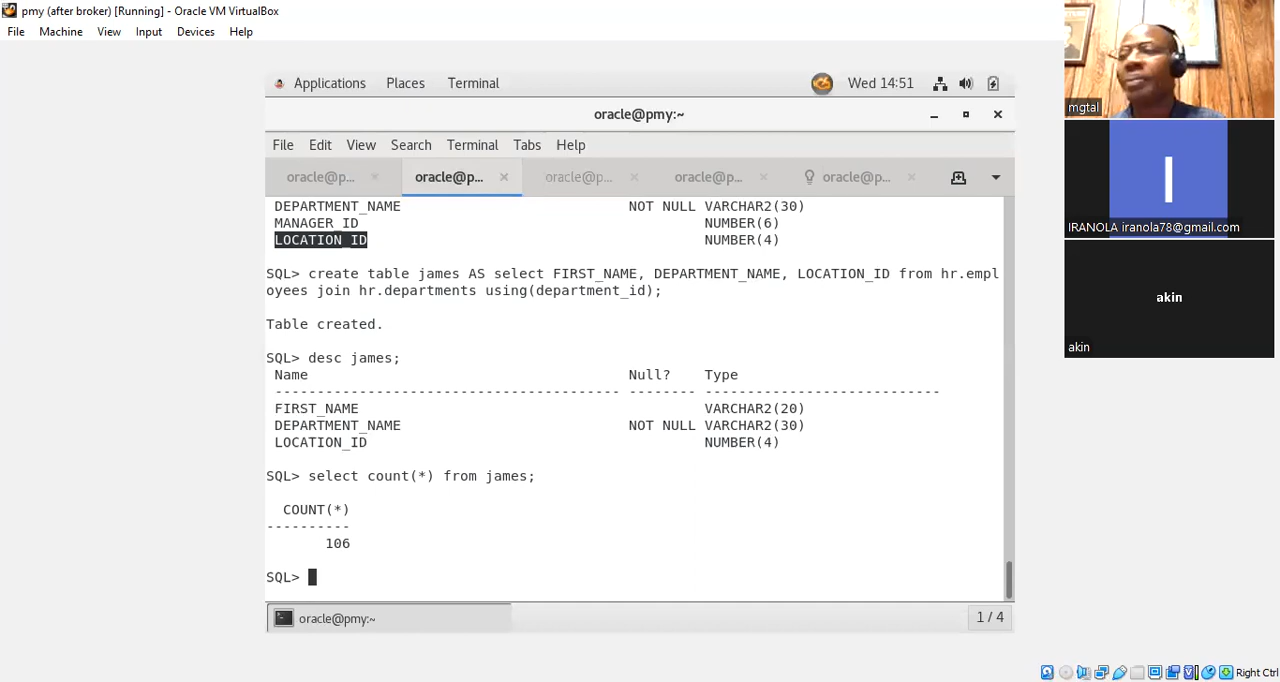 pmy (after broker) [Running] - Oracle VM VirtualBox
File Machine View Input Devices Help
Applications Places Terminal Wed 14:51
oracle@pmy:~
File Edit View Search Terminal Tabs Help
oracle@p... oracle@p... oracle@p... oracle@p... oracle@p...
DEPARTMENT_NAME NOT NULL VARCHAR2(30)
MANAGER_ID NUMBER(6)
LOCATION_ID NUMBER(4)
SQL> create table james AS select FIRST_NAME, DEPARTMENT_NAME, LOCATION_ID from hr.empl
oyees join hr.departments using(department_id);
Table created.
SQL> desc james;
Name Null? Type
----------------------------------------- -------- ----------------------------
FIRST_NAME VARCHAR2(20)
DEPARTMENT_NAME NOT NULL VARCHAR2(30)
LOCATION_ID NUMBER(4)
SQL> select count(*) from james;
COUNT(*)
----------
106
SQL>
oracle@pmy:~ 1 / 4
mgtal
I
IRANOLA iranola78@gmail.com
akin
akin
Right Ctrl